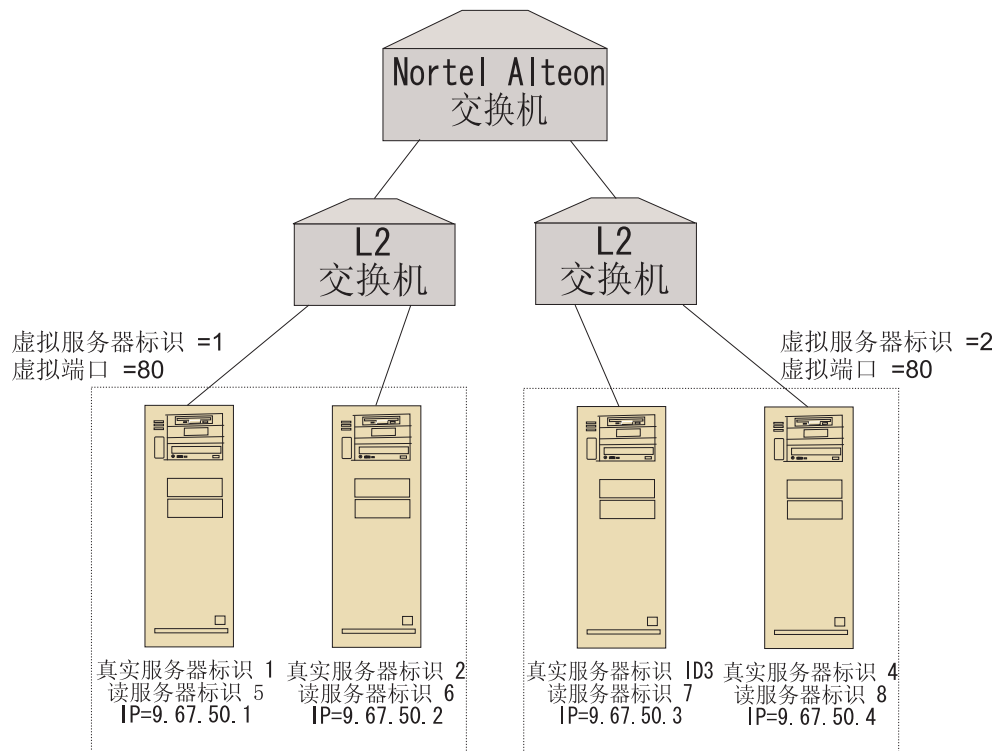 Nortel Alteon
交换机
L2
交换机
L2
交换机
虚拟服务器标识 =1
虚拟端口 =80
虚拟服务器标识 =2
虚拟端口 =80
真实服务器标识 1
读服务器标识 5
IP=9.67.50.1
真实服务器标识 2
读服务器标识 6
IP=9.67.50.2
真实服务器标识 ID3
读服务器标识 7
IP=9.67.50.3
真实服务器标识 4
读服务器标识 8
IP=9.67.50.4